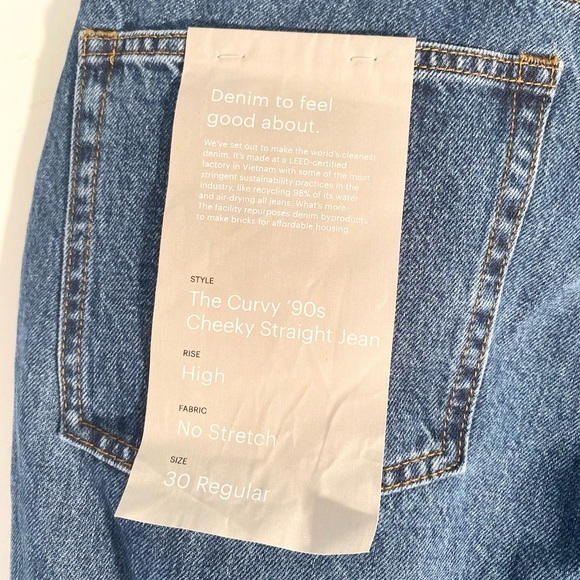 Denim to feel
good about.
We've set out to make the world's cleanest
denim. It's made at a LEED-certified
factory in Vietnam with some of the most
stringent sustainability practices in the
industry, like recycling 98% of its water
and air-drying all jeans. What's more-
The facility repurposes denim byproducts
to make bricks for affordable housing.
STYLE
The Curvy '90s
Cheeky Straight Jean
RISE
High
FABRIC
No Stretch
SIZE
30 Regular